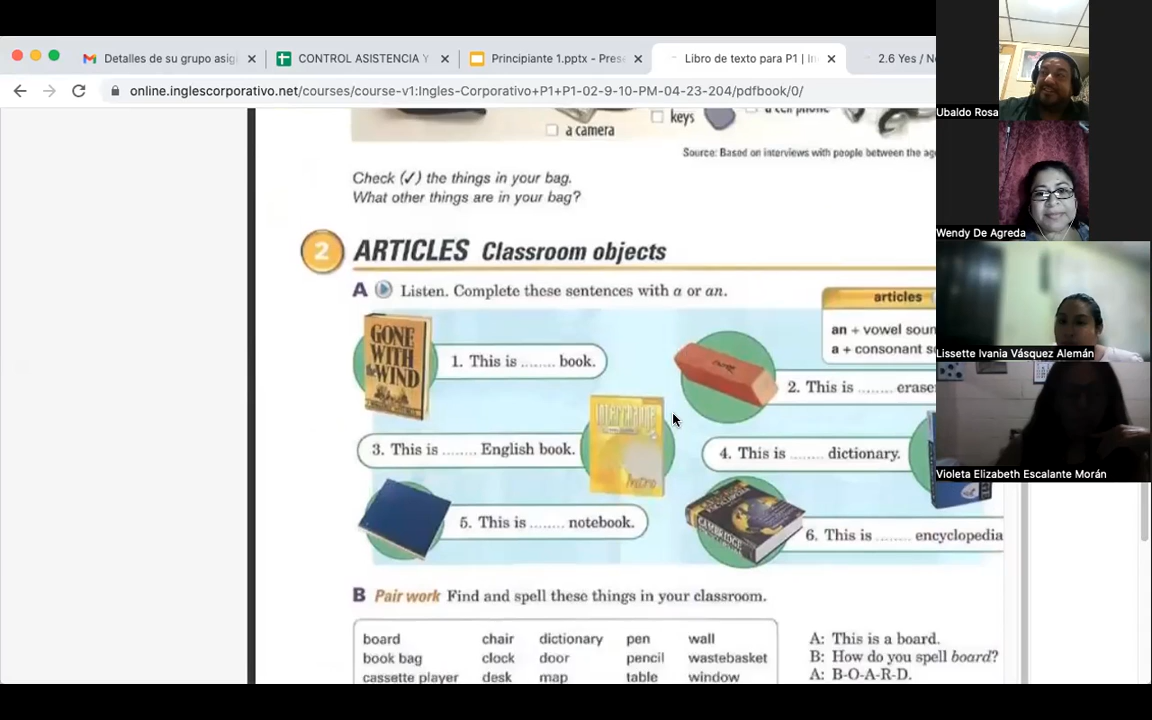 Detalles de su grupo asig
CONTROL ASISTENCIA Y
Principiante 1.pptx - Prese
Libro de texto para P1 | In
2.6 Yes / No
online.inglescorporativo.net/courses/course-v1:Ingles-Corporativo+P1+P1-02-9-10-PM-04-23-204/pdfbook/0/
a camera
keys
a cell phone
Source: Based on interviews with people between the age
Check (✓) the things in your bag.
What other things are in your bag?
2 ARTICLES Classroom objects
A Listen. Complete these sentences with a or an.
articles
an + vowel soun
a + consonant s
GONE
WITH
the WIND
1. This is ........ book.
2. This is ........ erase
3. This is ........ English book.
interchange
Intro
4. This is ........ dictionary.
5. This is ........ notebook.
CAMBRIDGE
6. This is ........ encyclopedia
B Pair work Find and spell these things in your classroom.
board chair dictionary pen wall
book bag clock door pencil wastebasket
cassette player desk map table window
A: This is a board.
B: How do you spell board?
A: B-O-A-R-D.
Ubaldo Rosa
Wendy De Agreda
Lissette Ivania Vásquez Alemán
Violeta Elizabeth Escalante Morán